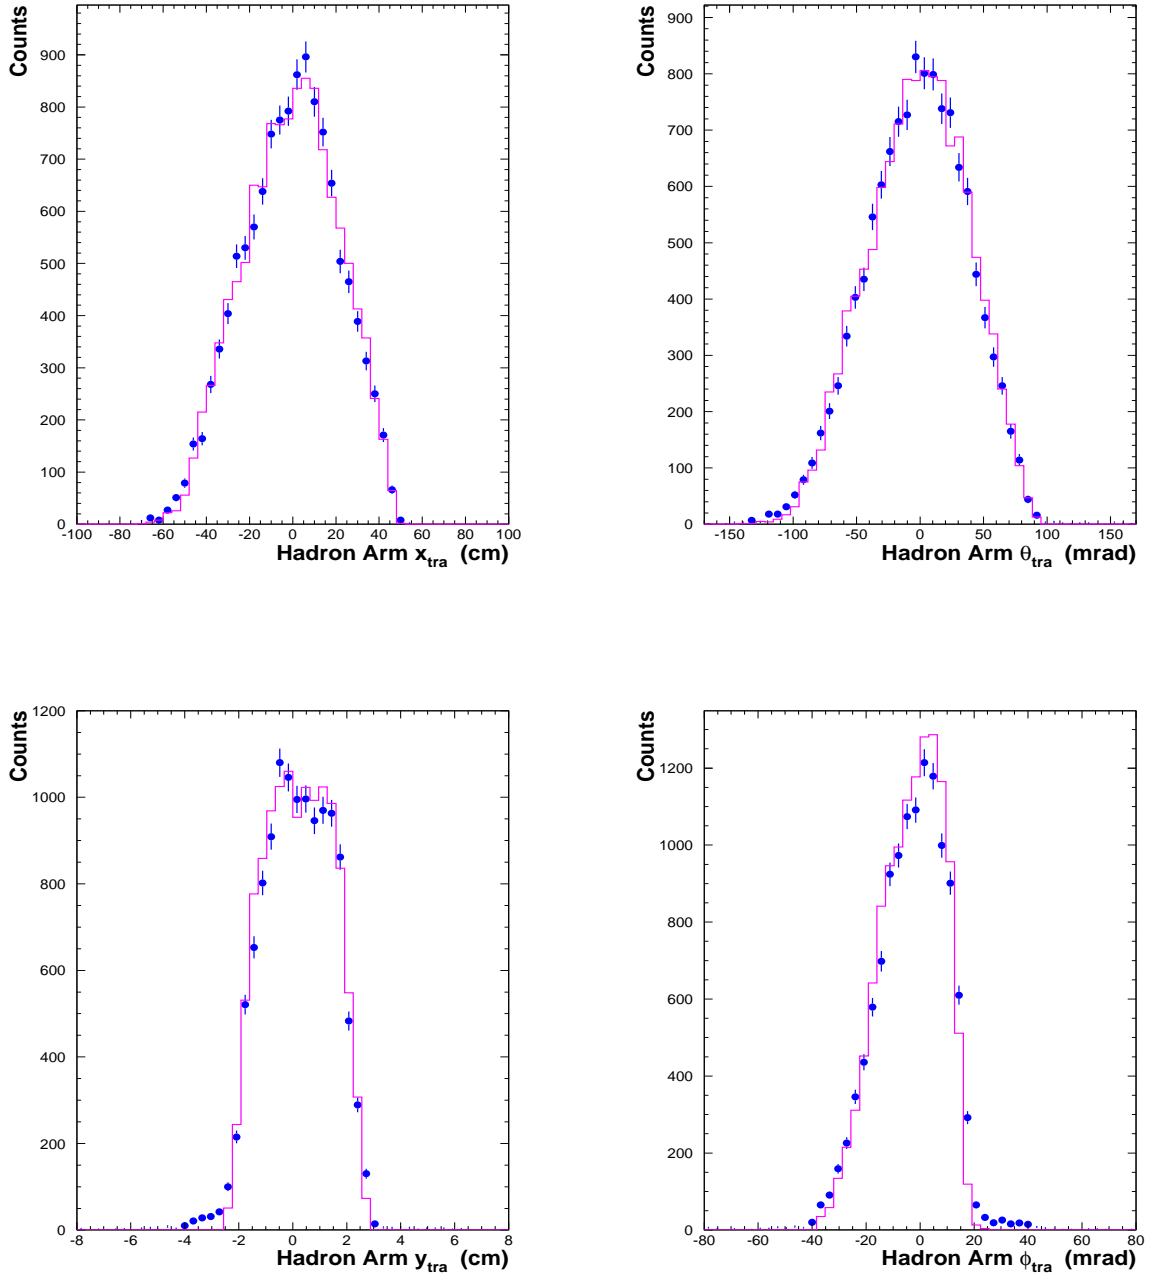 Counts
900
800
700
600
500
400
300
200
100
0
-100 -80 -60 -40 -20 0 20 40 60 80 100
Hadron Arm x_tra (cm)
Counts
900
800
700
600
500
400
300
200
100
0
-150 -100 -50 0 50 100 150
Hadron Arm θ_tra (mrad)
Counts
1200
1000
800
600
400
200
0
-8 -6 -4 -2 0 2 4 6 8
Hadron Arm y_tra (cm)
Counts
1200
1000
800
600
400
200
0
-80 -60 -40 -20 0 20 40 60 80
Hadron Arm ϕ_tra (mrad)